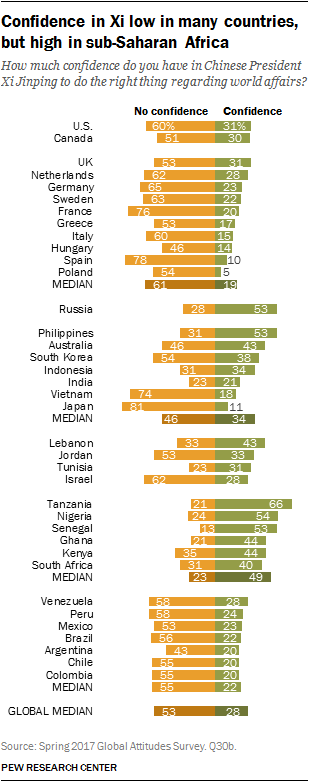 Confidence in Xi low in many countries,
but high in sub-Saharan Africa
How much confidence do you have in Chinese President
Xi Jinping to do the right thing regarding world affairs?
No confidence Confidence
U.S. 60% 31%
Canada 51 30
UK 53 31
Netherlands 62 28
Germany 65 23
Sweden 63 22
France 76 20
Greece 53 17
Italy 60 15
Hungary 46 14
Spain 78 10
Poland 54 5
MEDIAN 61 19
Russia 28 53
Philippines 31 53
Australia 46 43
South Korea 54 38
Indonesia 31 34
India 23 21
Vietnam 74 18
Japan 81 11
MEDIAN 46 34
Lebanon 33 43
Jordan 53 33
Tunisia 23 31
Israel 62 28
Tanzania 21 66
Nigeria 24 54
Senegal 13 53
Ghana 21 44
Kenya 35 44
South Africa 31 40
MEDIAN 23 49
Venezuela 58 28
Peru 58 24
Mexico 53 23
Brazil 56 22
Argentina 43 20
Chile 55 20
Colombia 55 20
MEDIAN 55 22
GLOBAL MEDIAN 53 28
Source: Spring 2017 Global Attitudes Survey. Q30b.
PEW RESEARCH CENTER